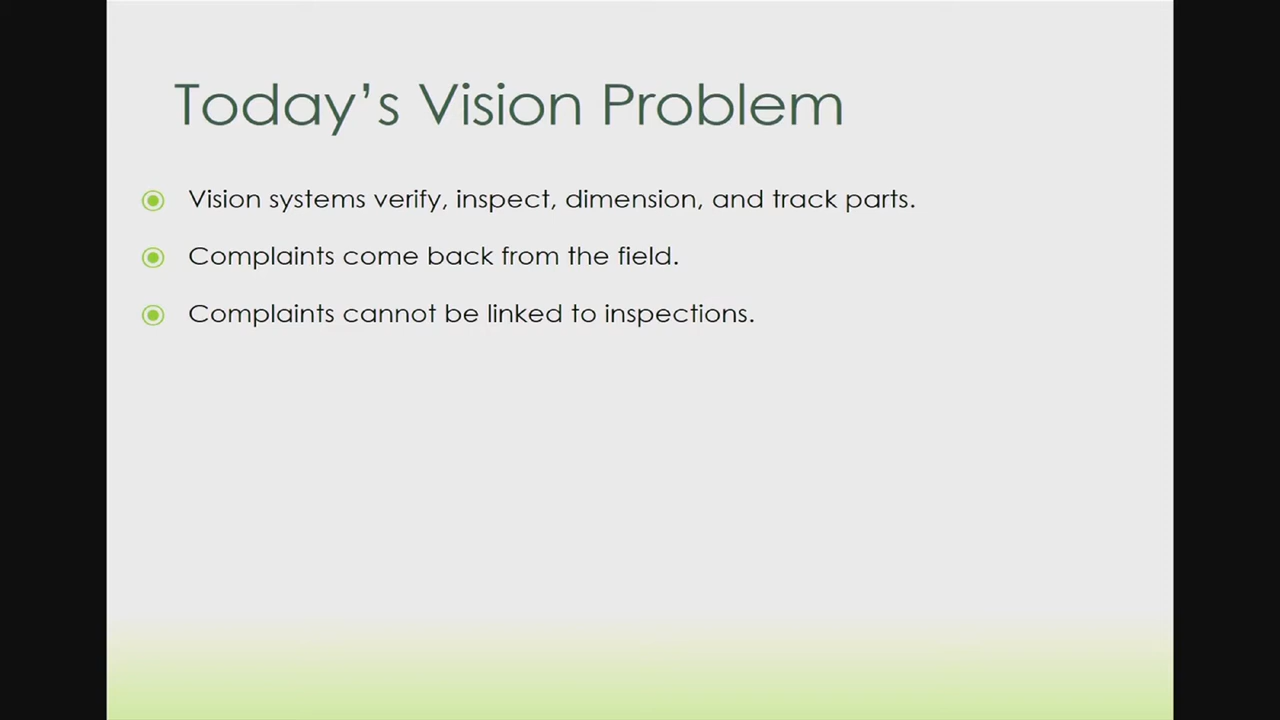 Today’s Vision Problem
Vision systems verify, inspect, dimension, and track parts.
Complaints come back from the field.
Complaints cannot be linked to inspections.